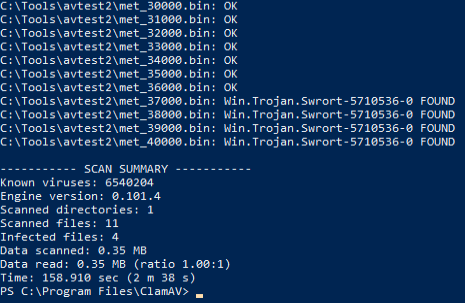 C:\Tools\avtest2\met_30000.bin: OK
C:\Tools\avtest2\met_31000.bin: OK
C:\Tools\avtest2\met_32000.bin: OK
C:\Tools\avtest2\met_33000.bin: OK
C:\Tools\avtest2\met_34000.bin: OK
C:\Tools\avtest2\met_35000.bin: OK
C:\Tools\avtest2\met_36000.bin: OK
C:\Tools\avtest2\met_37000.bin: Win.Trojan.Swrort-5710536-0 FOUND
C:\Tools\avtest2\met_38000.bin: Win.Trojan.Swrort-5710536-0 FOUND
C:\Tools\avtest2\met_39000.bin: Win.Trojan.Swrort-5710536-0 FOUND
C:\Tools\avtest2\met_40000.bin: Win.Trojan.Swrort-5710536-0 FOUND
----------- SCAN SUMMARY -----------
Known viruses: 6540204
Engine version: 0.101.4
Scanned directories: 1
Scanned files: 11
Infected files: 4
Data scanned: 0.35 MB
Data read: 0.35 MB (ratio 1.00:1)
Time: 158.910 sec (2 m 38 s)
PS C:\Program Files\ClamAV>